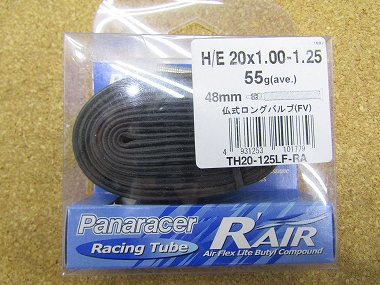 H/E 20x1.00-1.25
55g(ave.)
48mm
仏式ロングバルブ(FV)
4 931253 101779
TH20-125LF-RA
Panaracer
Racing Tube
R'AIR
Air Flex Lite Butyl Compound